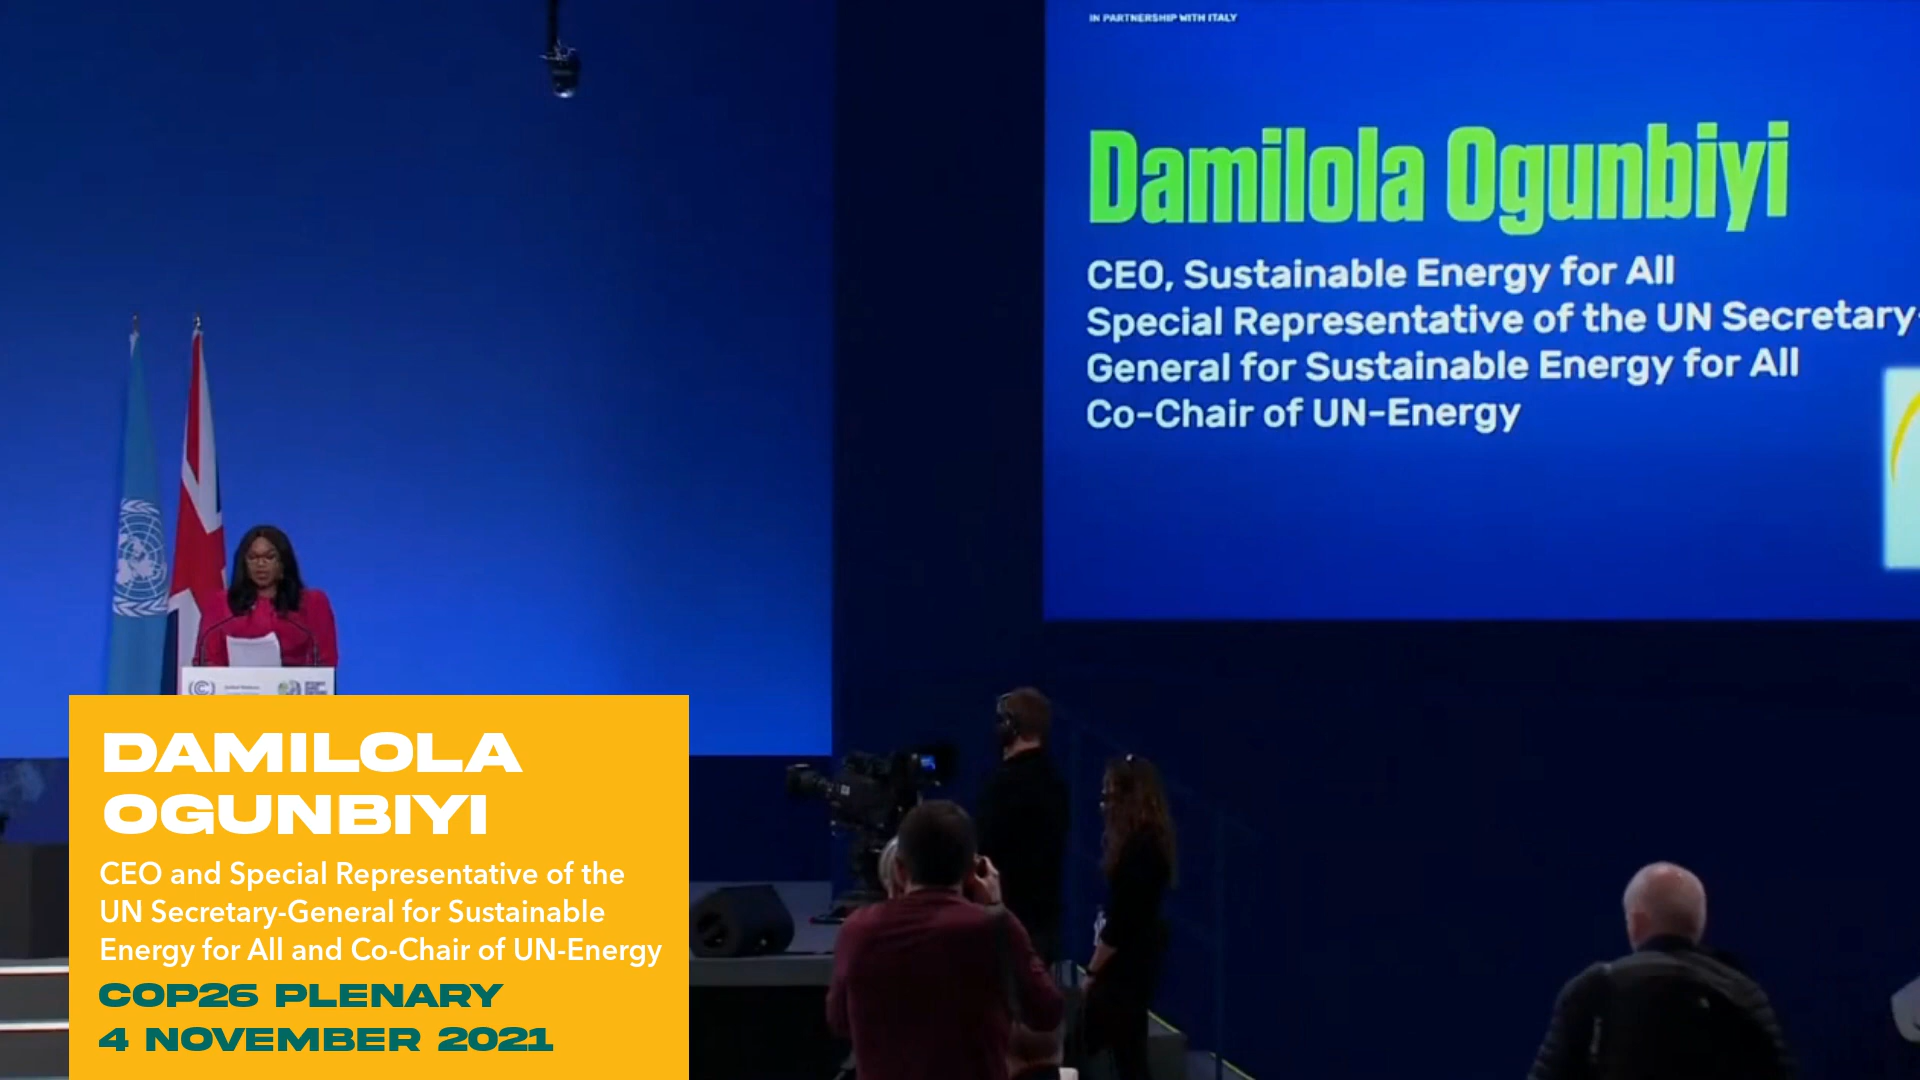 IN PARTNERSHIP WITH ITALY
Damilola Ogunbiyi
CEO, Sustainable Energy for All
Special Representative of the UN Secretary-
General for Sustainable Energy for All
Co-Chair of UN-Energy
DAMILOLA
OGUNBIYI
CEO and Special Representative of the
UN Secretary-General for Sustainable
Energy for All and Co-Chair of UN-Energy
COP26 PLENARY
4 NOVEMBER 2021